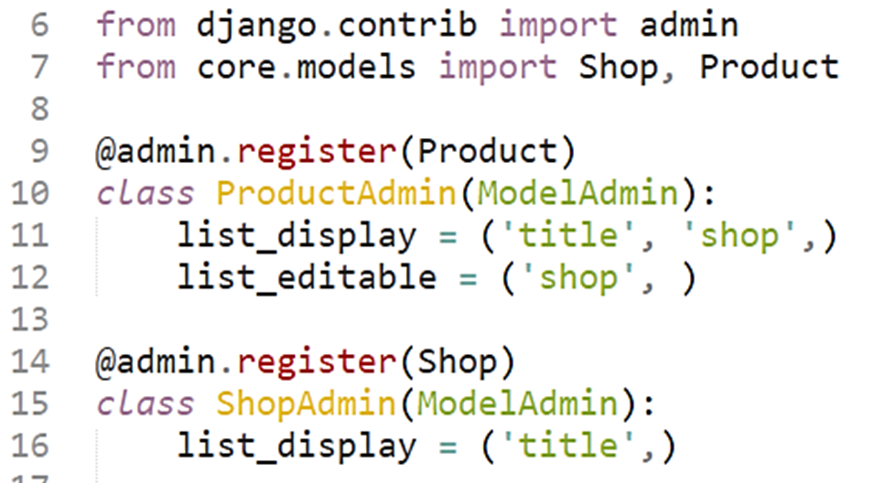 6 from django.contrib import admin
7 from core.models import Shop, Product
8
9 @admin.register(Product)
10 class ProductAdmin(ModelAdmin):
11     list_display = ('title', 'shop',)
12     list_editable = ('shop', )
13
14 @admin.register(Shop)
15 class ShopAdmin(ModelAdmin):
16     list_display = ('title',)
17